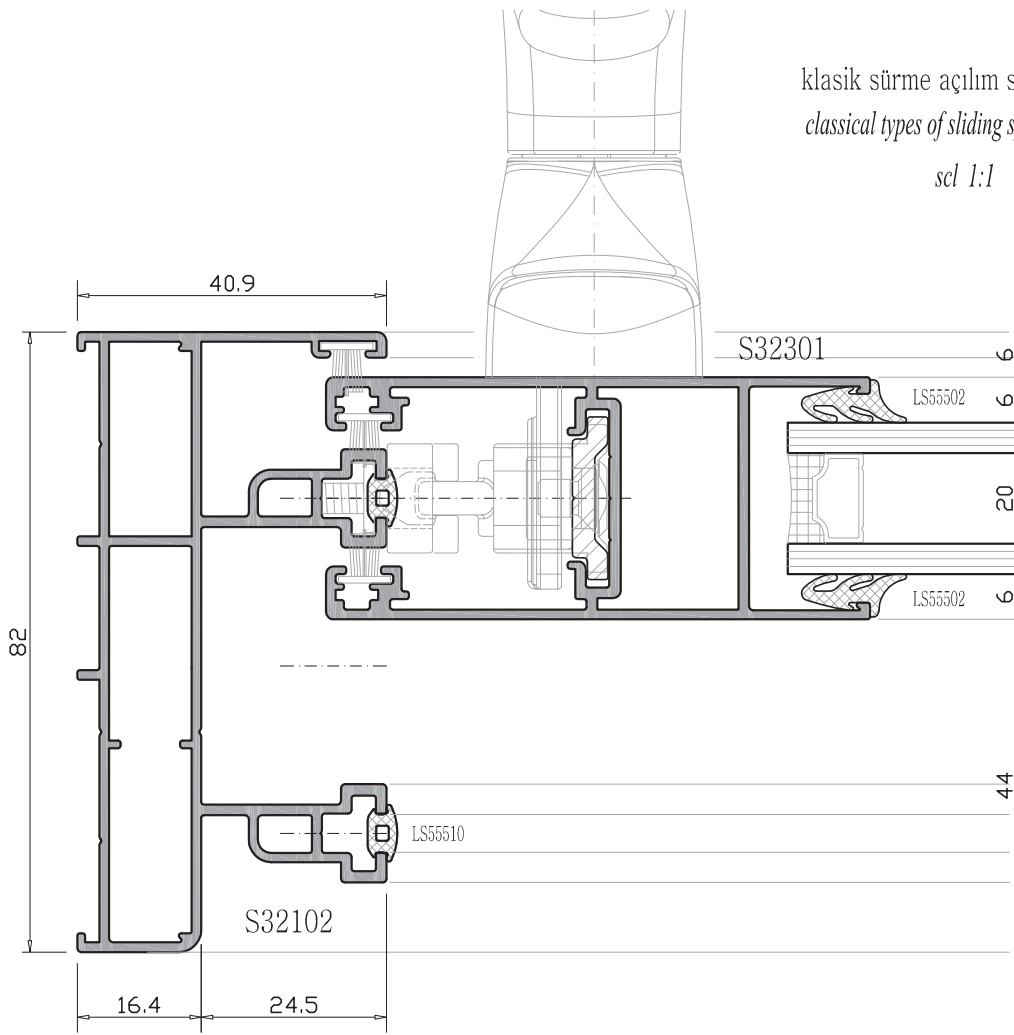 klasik sürme açılım s
classical types of sliding s
scl 1:1
40.9
S32301
6
LS55502
6
20
LS55502
6
82
44
LS55510
S32102
16.4
24.5